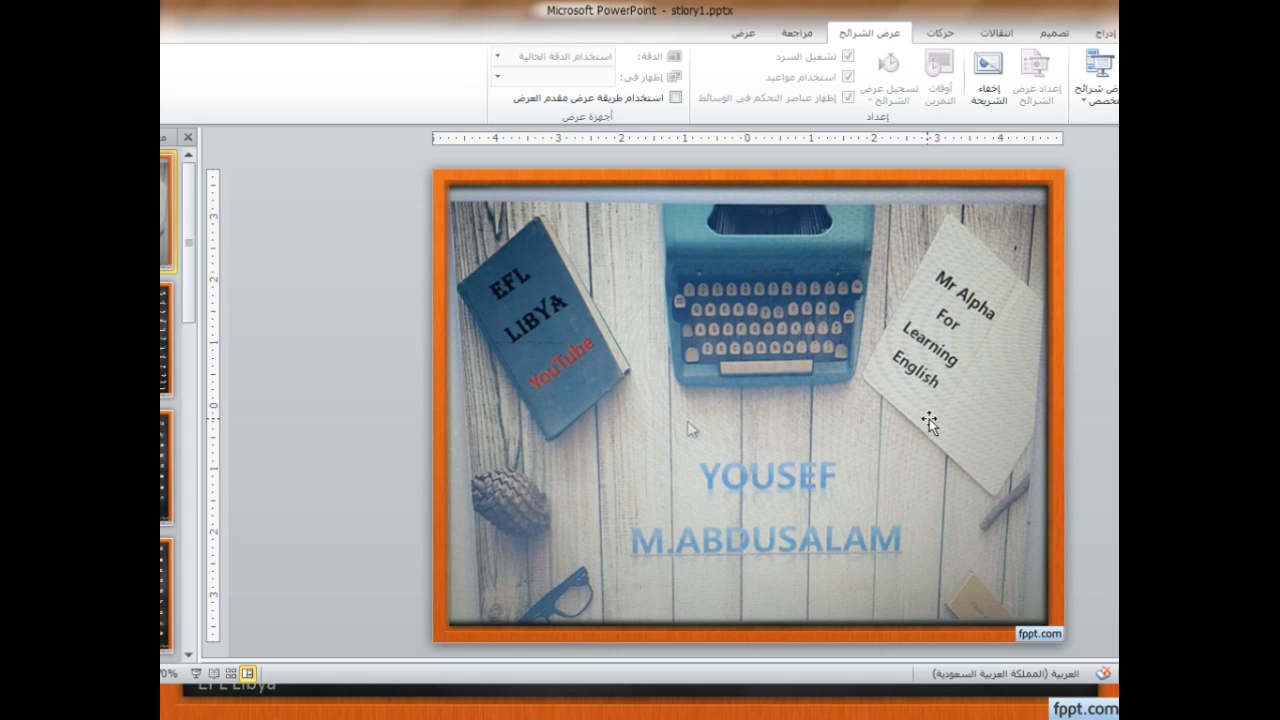 Microsoft PowerPoint - stlory1.pptx
إدراج تصميم انتقالات حركات عرض الشرائح مراجعة عرض
إعداد عرض الشرائح
إخفاء الشريحة
أوقات التمرين
تسجيل عرض الشرائح
تشغيل السرد
استخدام مواعيد
إظهار عناصر التحكم في الوسائط
إعداد
الدقة: استخدام الدقة الحالية
إظهار في:
استخدام طريقة عرض مقدم العرض
أجهزة عرض
EFL
LIBYA
YouTube
Mr Alpha
For
Learning
English
YOUSEF
M.ABDUSALAM
fppt.com
العربية (المملكة العربية السعودية)
EFL Libya
fppt.com